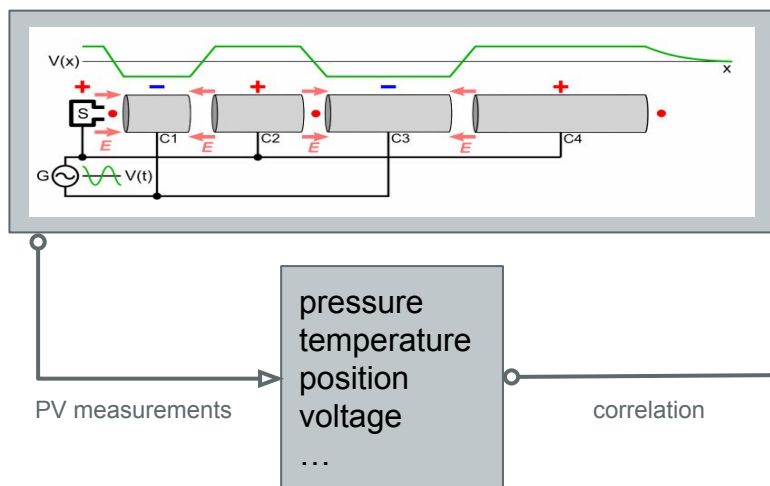 V(x)
x
+ − + − +
S
C1 C2 C3 C4
E E E E
G V(t)
pressure
temperature
position
voltage
…
PV measurements
correlation